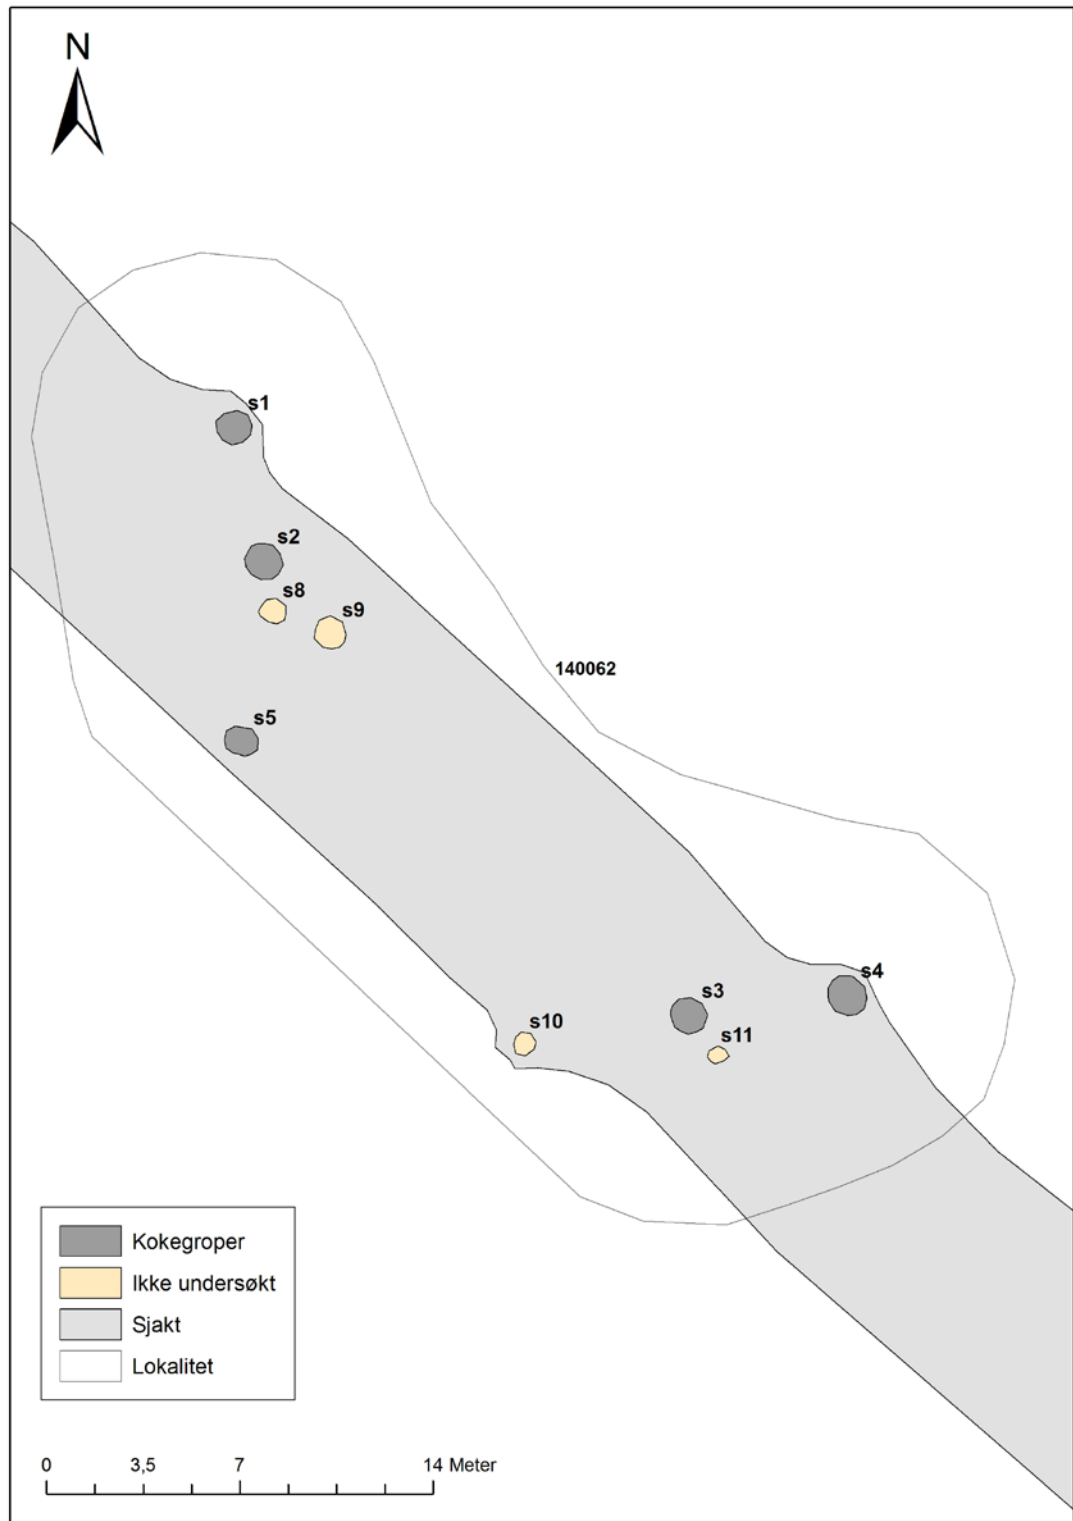 N
s1
s2
s8
s9
140062
s5
s4
s3
s10
s11
Kokegroper
Ikke undersøkt
Sjakt
Lokalitet
0 3,5 7 14 Meter